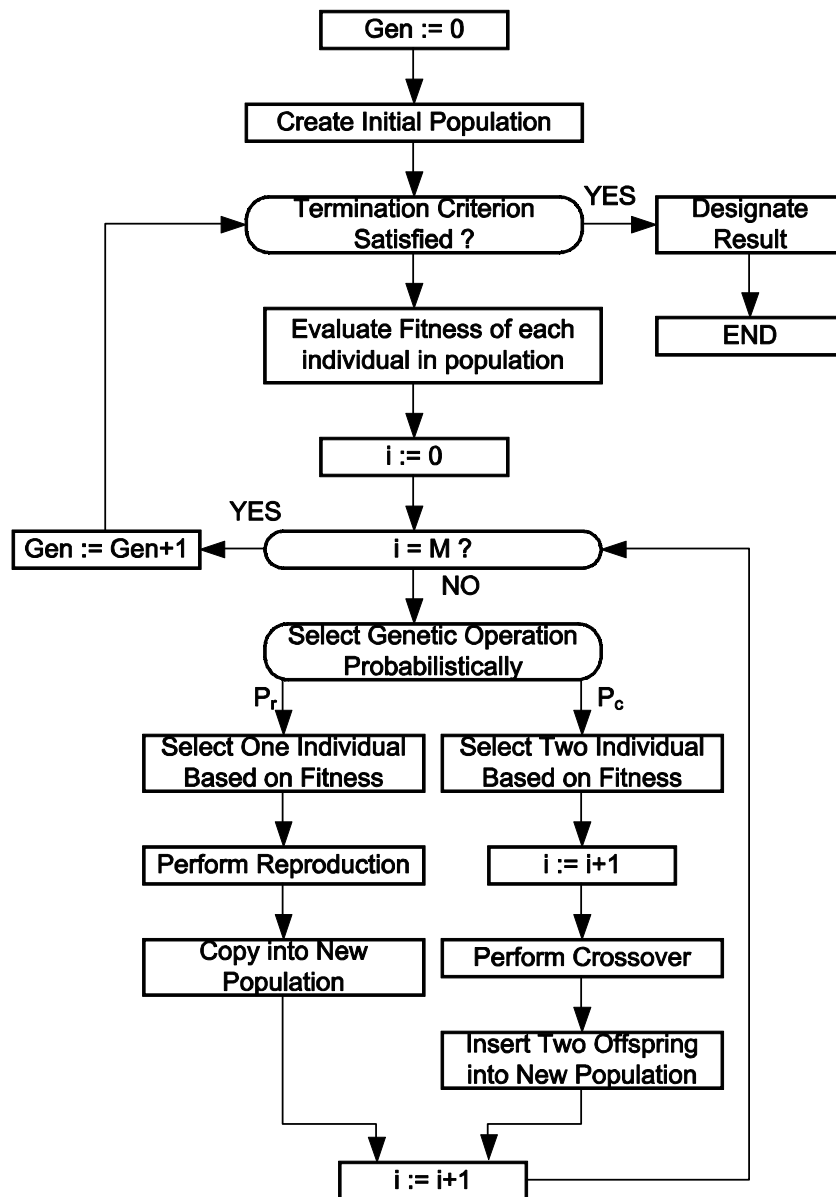 Gen := 0
Create Initial Population
Termination Criterion
Satisfied ?
YES
Designate
Result
END
Evaluate Fitness of each
individual in population
i := 0
YES
Gen := Gen+1
i = M ?
NO
Select Genetic Operation
Probabilistically
Pr
Pc
Select One Individual
Based on Fitness
Select Two Individual
Based on Fitness
Perform Reproduction
i := i+1
Copy into New
Population
Perform Crossover
Insert Two Offspring
into New Population
i := i+1